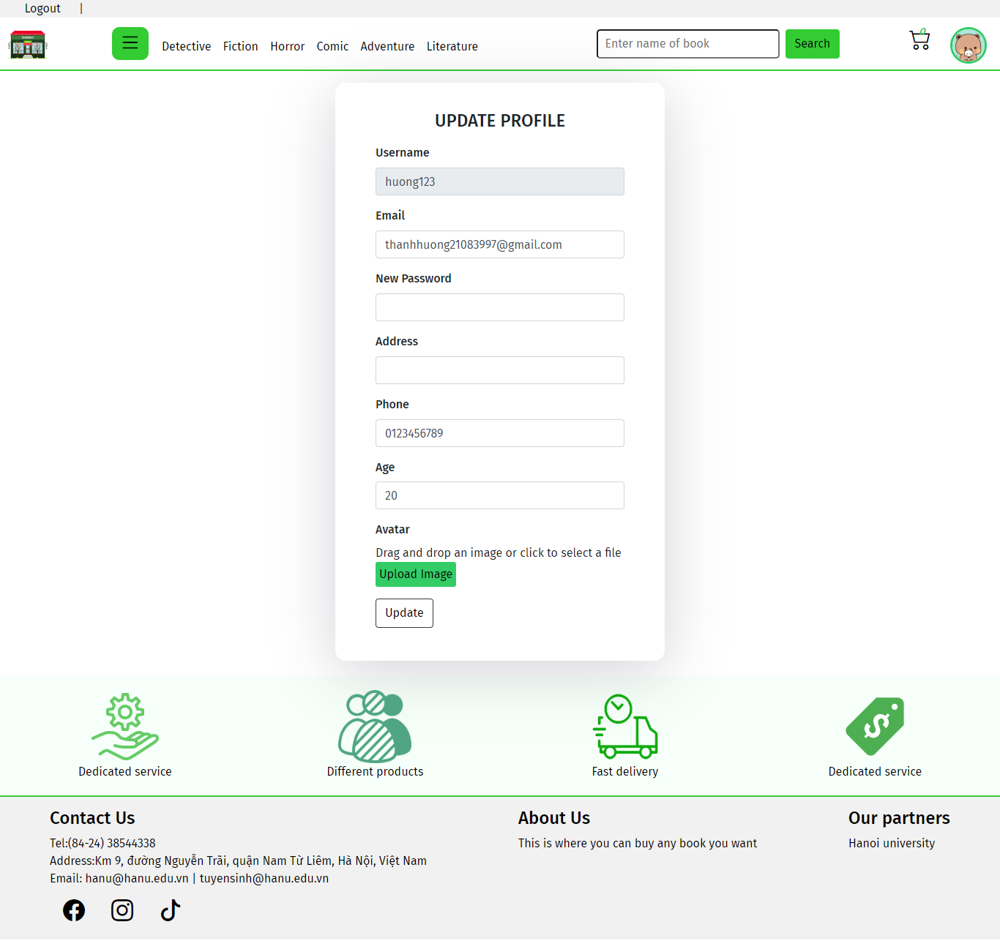 Logout |
Detective Fiction Horror Comic Adventure Literature Enter name of book Search 0
UPDATE PROFILE
Username
huong123
Email
thanhhuong21083997@gmail.com
New Password
Address
Phone
0123456789
Age
20
Avatar
Drag and drop an image or click to select a file
Upload Image
Update
Dedicated service Different products Fast delivery Dedicated service
Contact Us
Tel:(84-24) 38544338
Address:Km 9, đường Nguyễn Trãi, quận Nam Từ Liêm, Hà Nội, Việt Nam
Email: hanu@hanu.edu.vn | tuyensinh@hanu.edu.vn
About Us
This is where you can buy any book you want
Our partners
Hanoi university